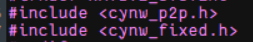 #include <cynw_p2p.h>
#include <cynw_fixed.h>